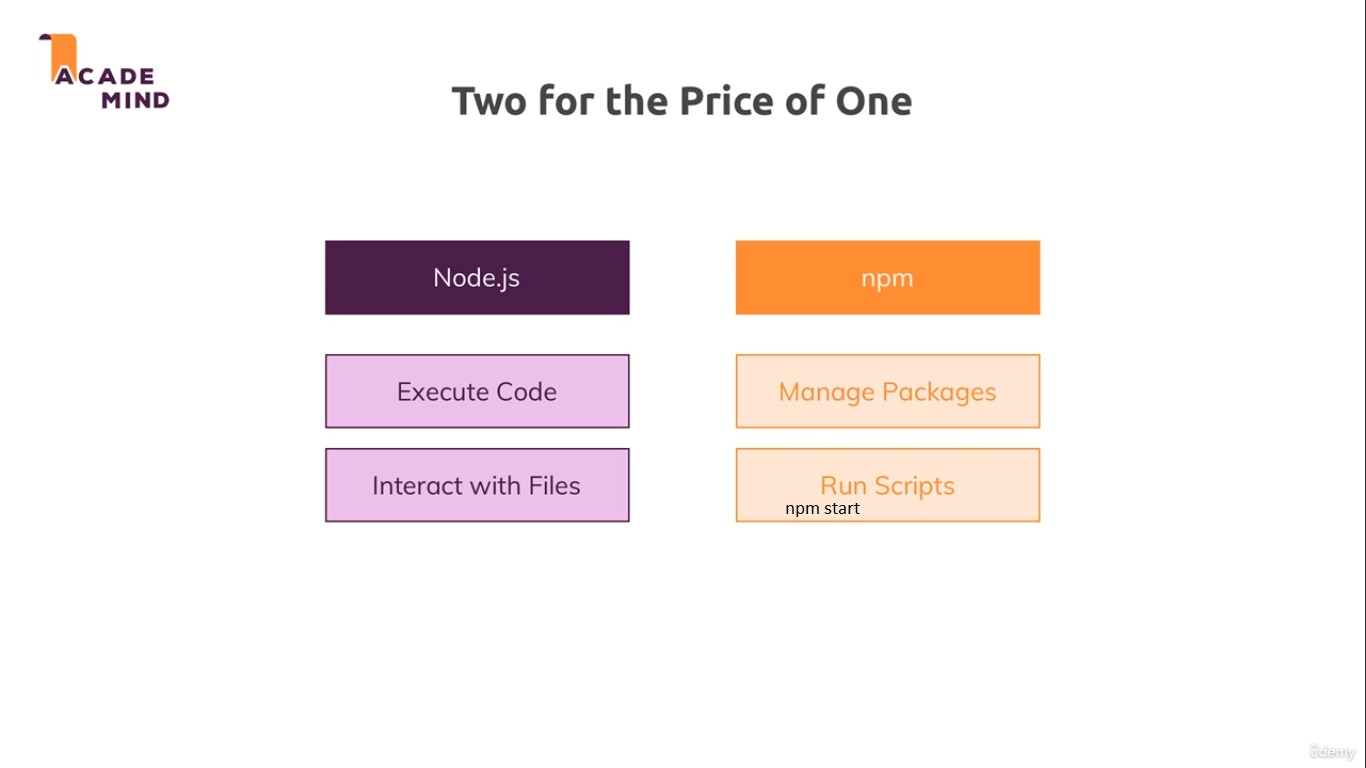 ACADE
MIND
Two for the Price of One
Node.js
npm
Execute Code
Manage Packages
Interact with Files
Run Scripts
npm start
ûdemy